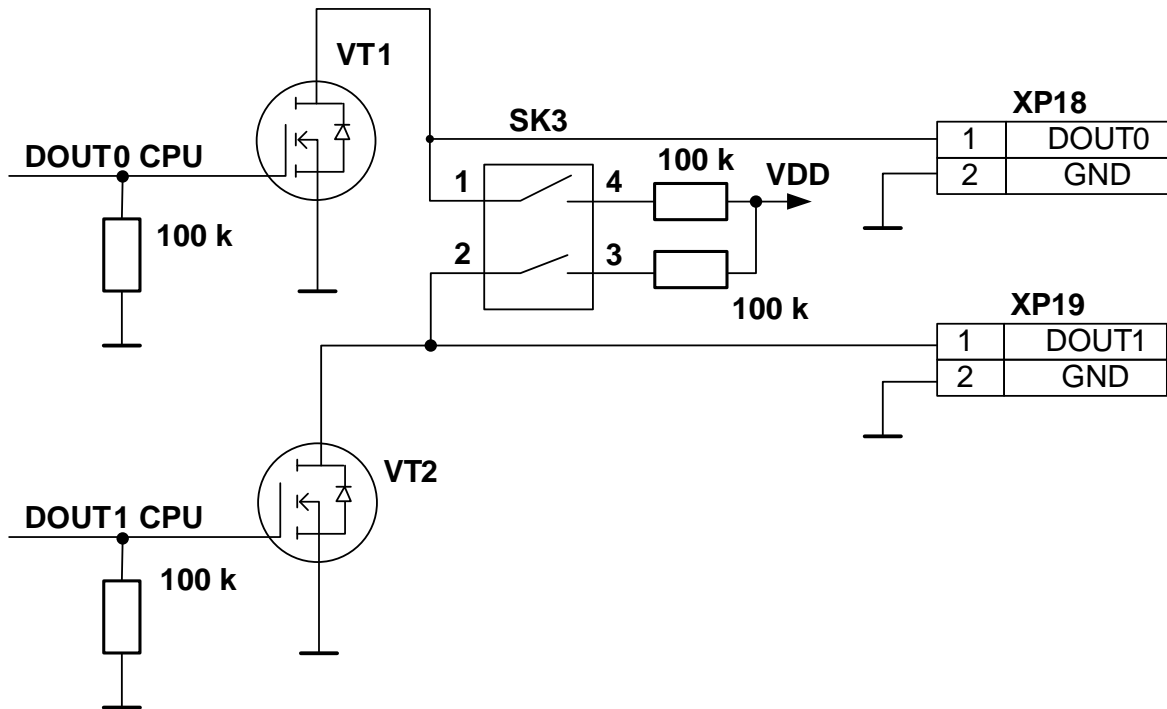 VT1
XP18
SK3
1 DOUT0
DOUT0 CPU
100 k
VDD
1 4
2 GND
100 k
2 3
100 k
XP19
1 DOUT1
2 GND
VT2
DOUT1 CPU
100 k